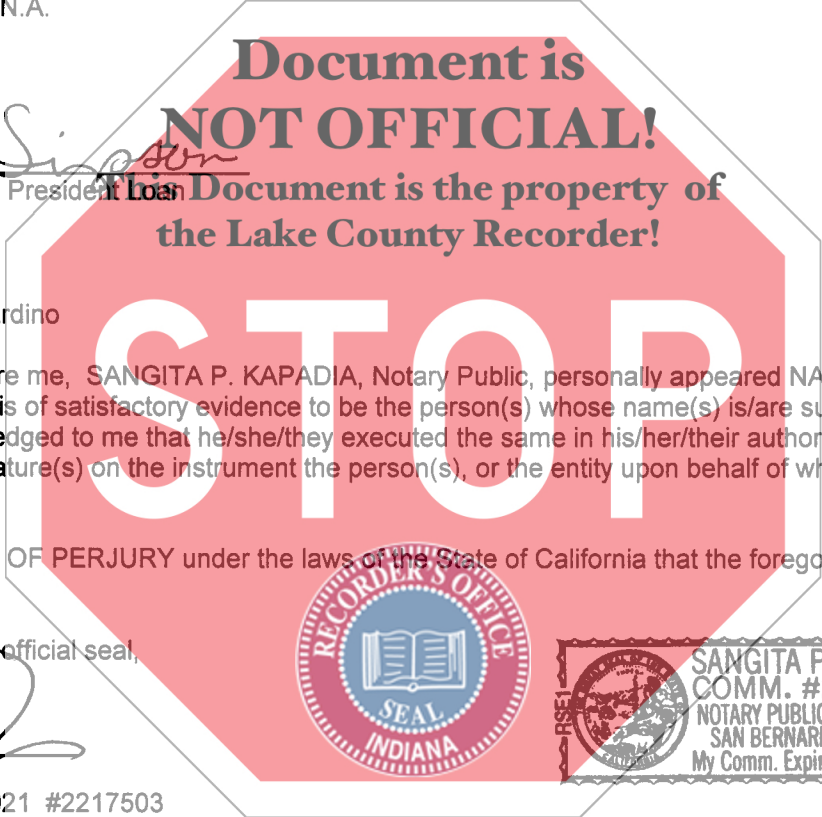 N.A.
Document is
NOT OFFICIAL!
Simpson
President Loan
This Document is the property of
the Lake County Recorder!
rdino
STOP
re me, SANGITA P. KAPADIA, Notary Public, personally appeared NA
is of satisfactory evidence to be the person(s) whose name(s) is/are su
edged to me that he/she/they executed the same in his/her/their author
ature(s) on the instrument the person(s), or the entity upon behalf of wh
OF PERJURY under the laws of the State of California that the forego
RECORDER'S OFFICE
SEAL
INDIANA
official seal,
RSE1
SANGITA P
COMM. #
NOTARY PUBLIC
SAN BERNARD
My Comm. Expir
21 #2217503